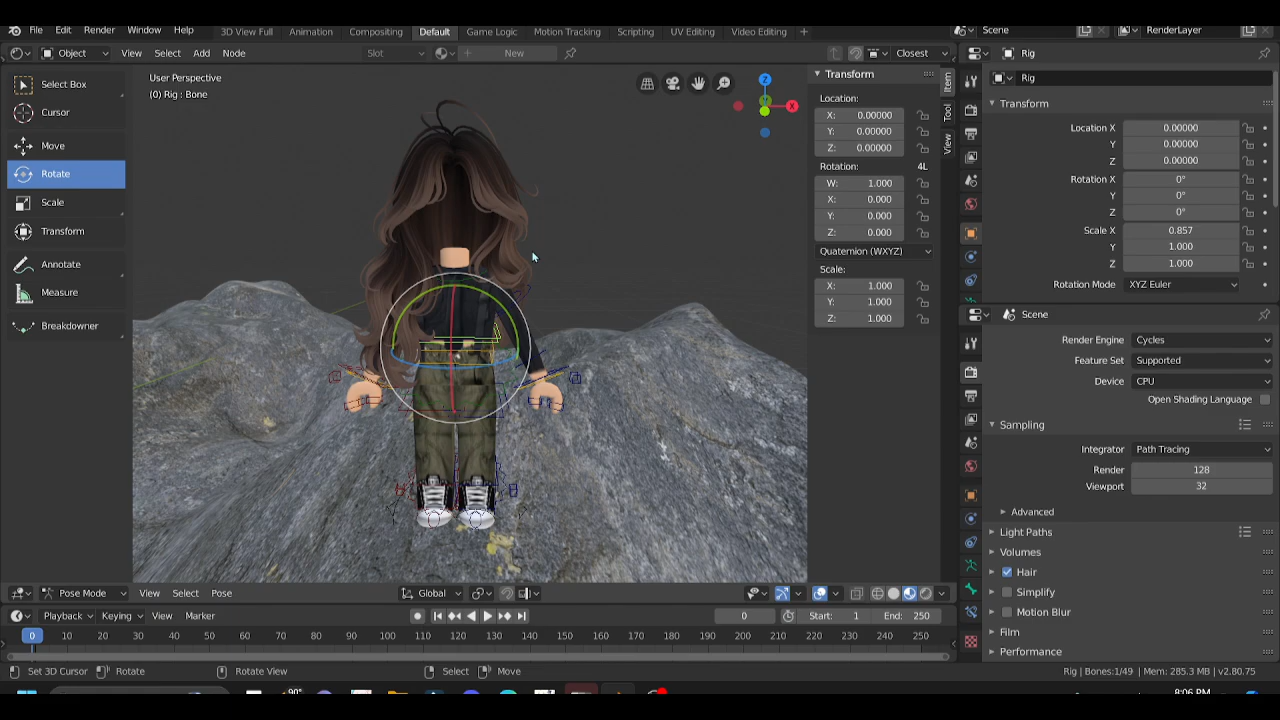 File Edit Render Window Help 3D View Full Animation Compositing Default Game Logic Motion Tracking Scripting UV Editing Video Editing + Scene RenderLayer
Object View Select Add Node Slot New Closest Rig
Select Box
Cursor
Move
Rotate
Scale
Transform
Annotate
Measure
Breakdowner
User Perspective
(0) Rig : Bone
Z
Y
X
Transform
Location:
X: 0.00000
Y: 0.00000
Z: 0.00000
Rotation: 4L
W: 1.000
X: 0.000
Y: 0.000
Z: 0.000
Quaternion (WXYZ)
Scale:
X: 1.000
Y: 1.000
Z: 1.000
Item
Tool
View
Rig
Transform
Location X 0.00000
Y 0.00000
Z 0.00000
Rotation X 0°
Y 0°
Z 0°
Scale X 0.857
Y 1.000
Z 1.000
Rotation Mode XYZ Euler
Scene
Render Engine Cycles
Feature Set Supported
Device CPU
Open Shading Language
Sampling
Integrator Path Tracing
Render 128
Viewport 32
Advanced
Light Paths
Volumes
Hair
Simplify
Motion Blur
Film
Performance
Pose Mode View Select Pose Global
Playback Keying View Marker 0 Start: 1 End: 250
0 10 20 30 40 50 60 70 80 90 100 110 120 130 140 150 160 170 180 190 200 210 220 230 240 250
Set 3D Cursor Rotate Rotate View Select Move Rig | Bones:1/49 | Mem: 285.3 MB | v2.80.75
90° 8:06 PM